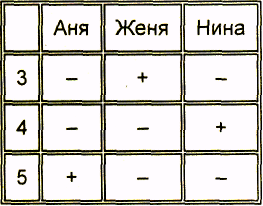 Аня Женя Нина
3 – + –
4 – – +
5 + – –